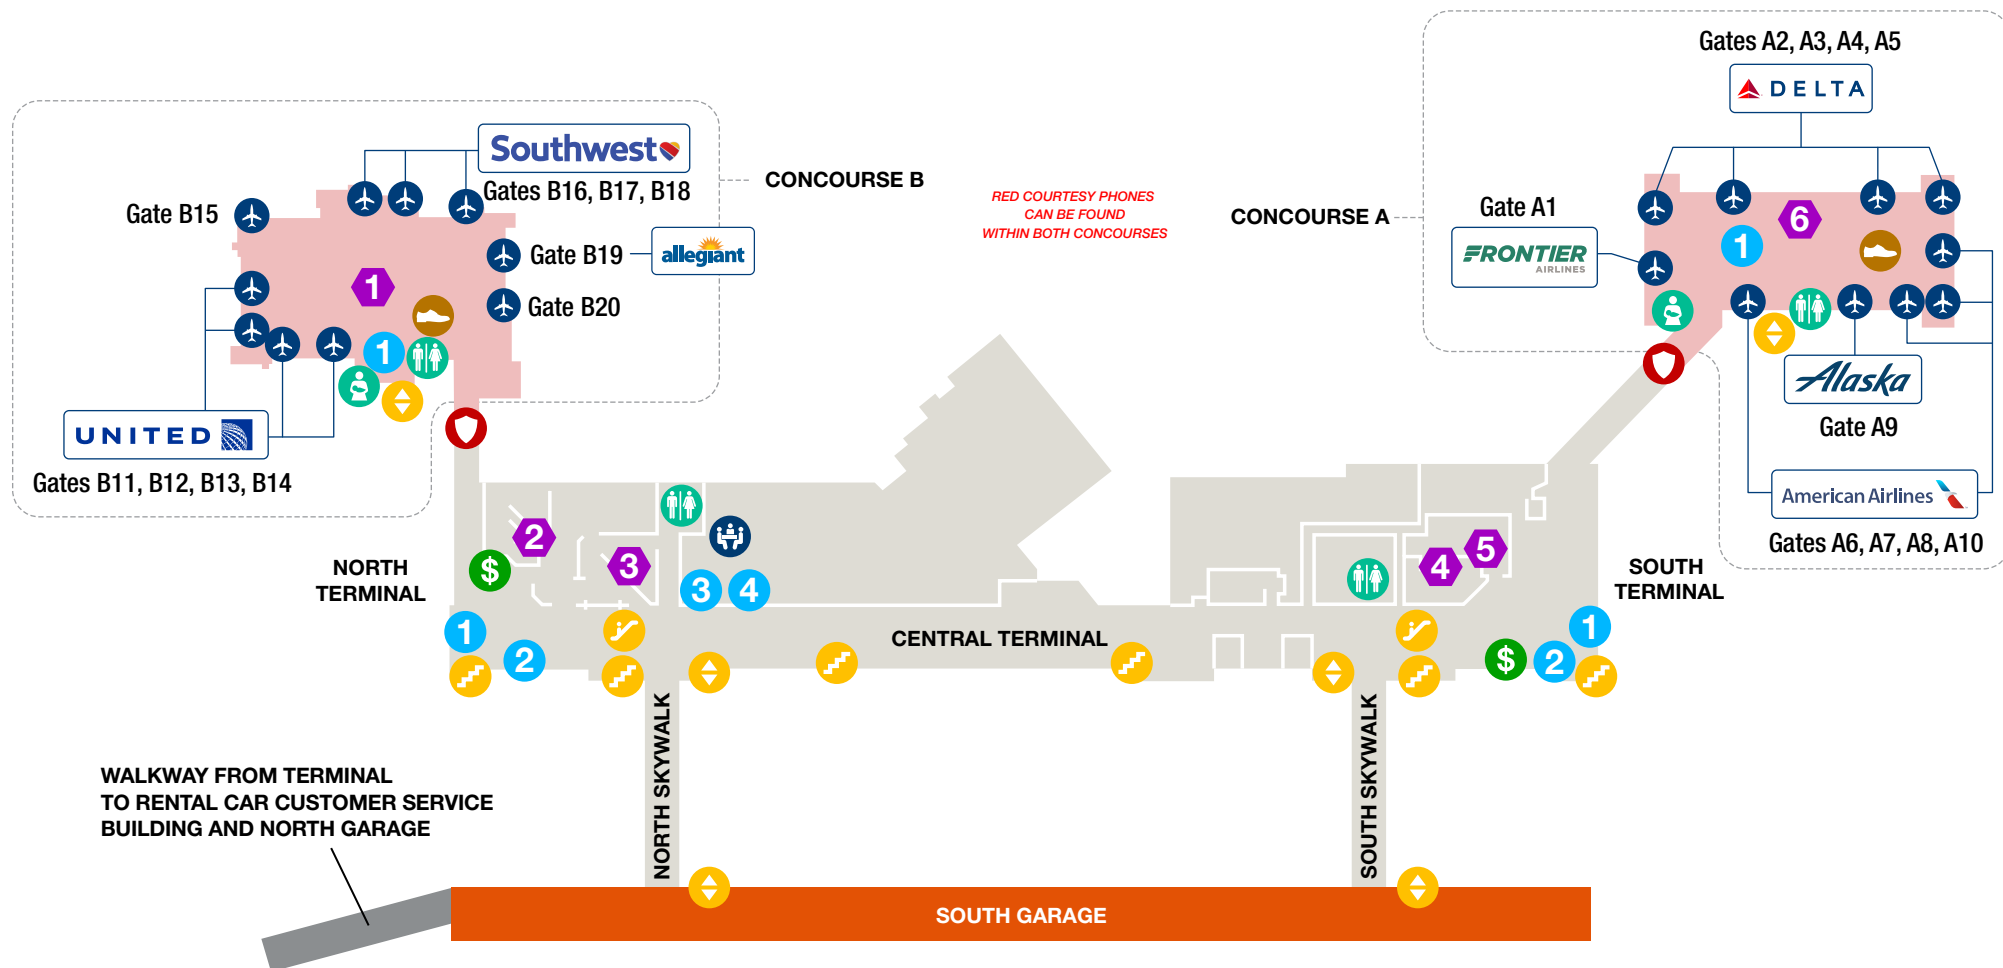 Gates A2, A3, A4, A5
DELTA
Southwest
Gates B16, B17, B18
CONCOURSE B
RED COURTESY PHONES
CAN BE FOUND
WITHIN BOTH CONCOURSES
CONCOURSE A
Gate A1
FRONTIER
AIRLINES
6
1
Gate B15
Gate B19
allegiant
1
Gate B20
1
UNITED
Gates B11, B12, B13, B14
Alaska
Gate A9
American Airlines
Gates A6, A7, A8, A10
NORTH
TERMINAL
$
2
3
3
4
1
2
CENTRAL TERMINAL
4
5
SOUTH
TERMINAL
1
$
2
NORTH SKYWALK
SOUTH SKYWALK
WALKWAY FROM TERMINAL
TO RENTAL CAR CUSTOMER SERVICE
BUILDING AND NORTH GARAGE
SOUTH GARAGE